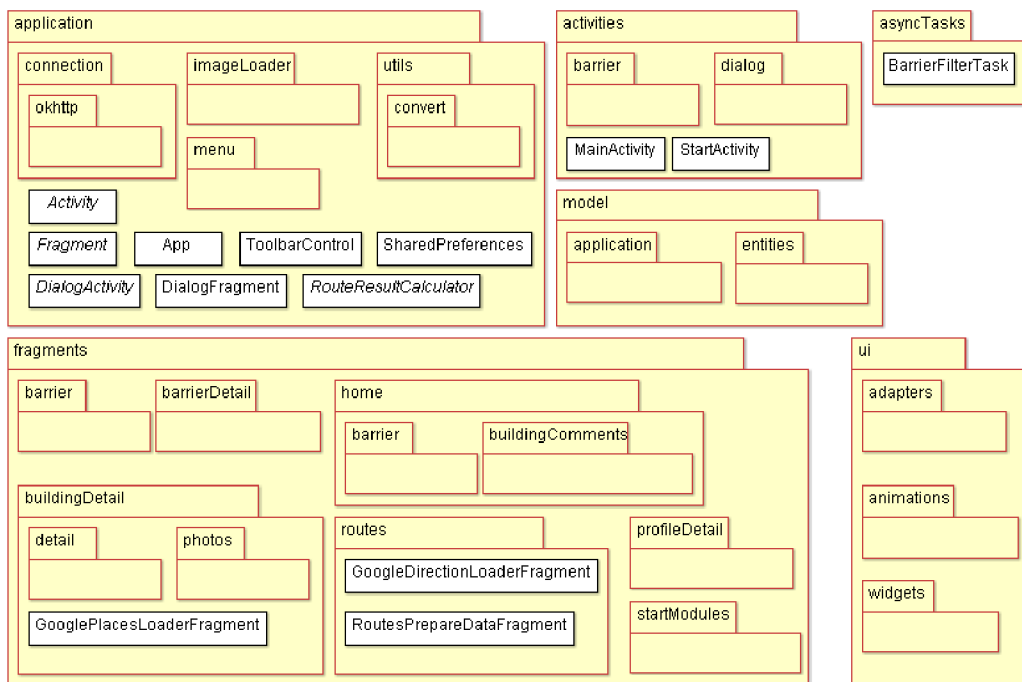 application
connection
okhttp
imageLoader
menu
utils
convert
Activity
Fragment
App
ToolbarControl
SharedPreferences
DialogActivity
DialogFragment
RouteResultCalculator
activities
barrier
dialog
MainActivity
StartActivity
asyncTasks
BarrierFilterTask
model
application
entities
fragments
barrier
barrierDetail
home
barrier
buildingComments
buildingDetail
detail
photos
GooglePlacesLoaderFragment
routes
GoogleDirectionLoaderFragment
RoutesPrepareDataFragment
profileDetail
startModules
ui
adapters
animations
widgets